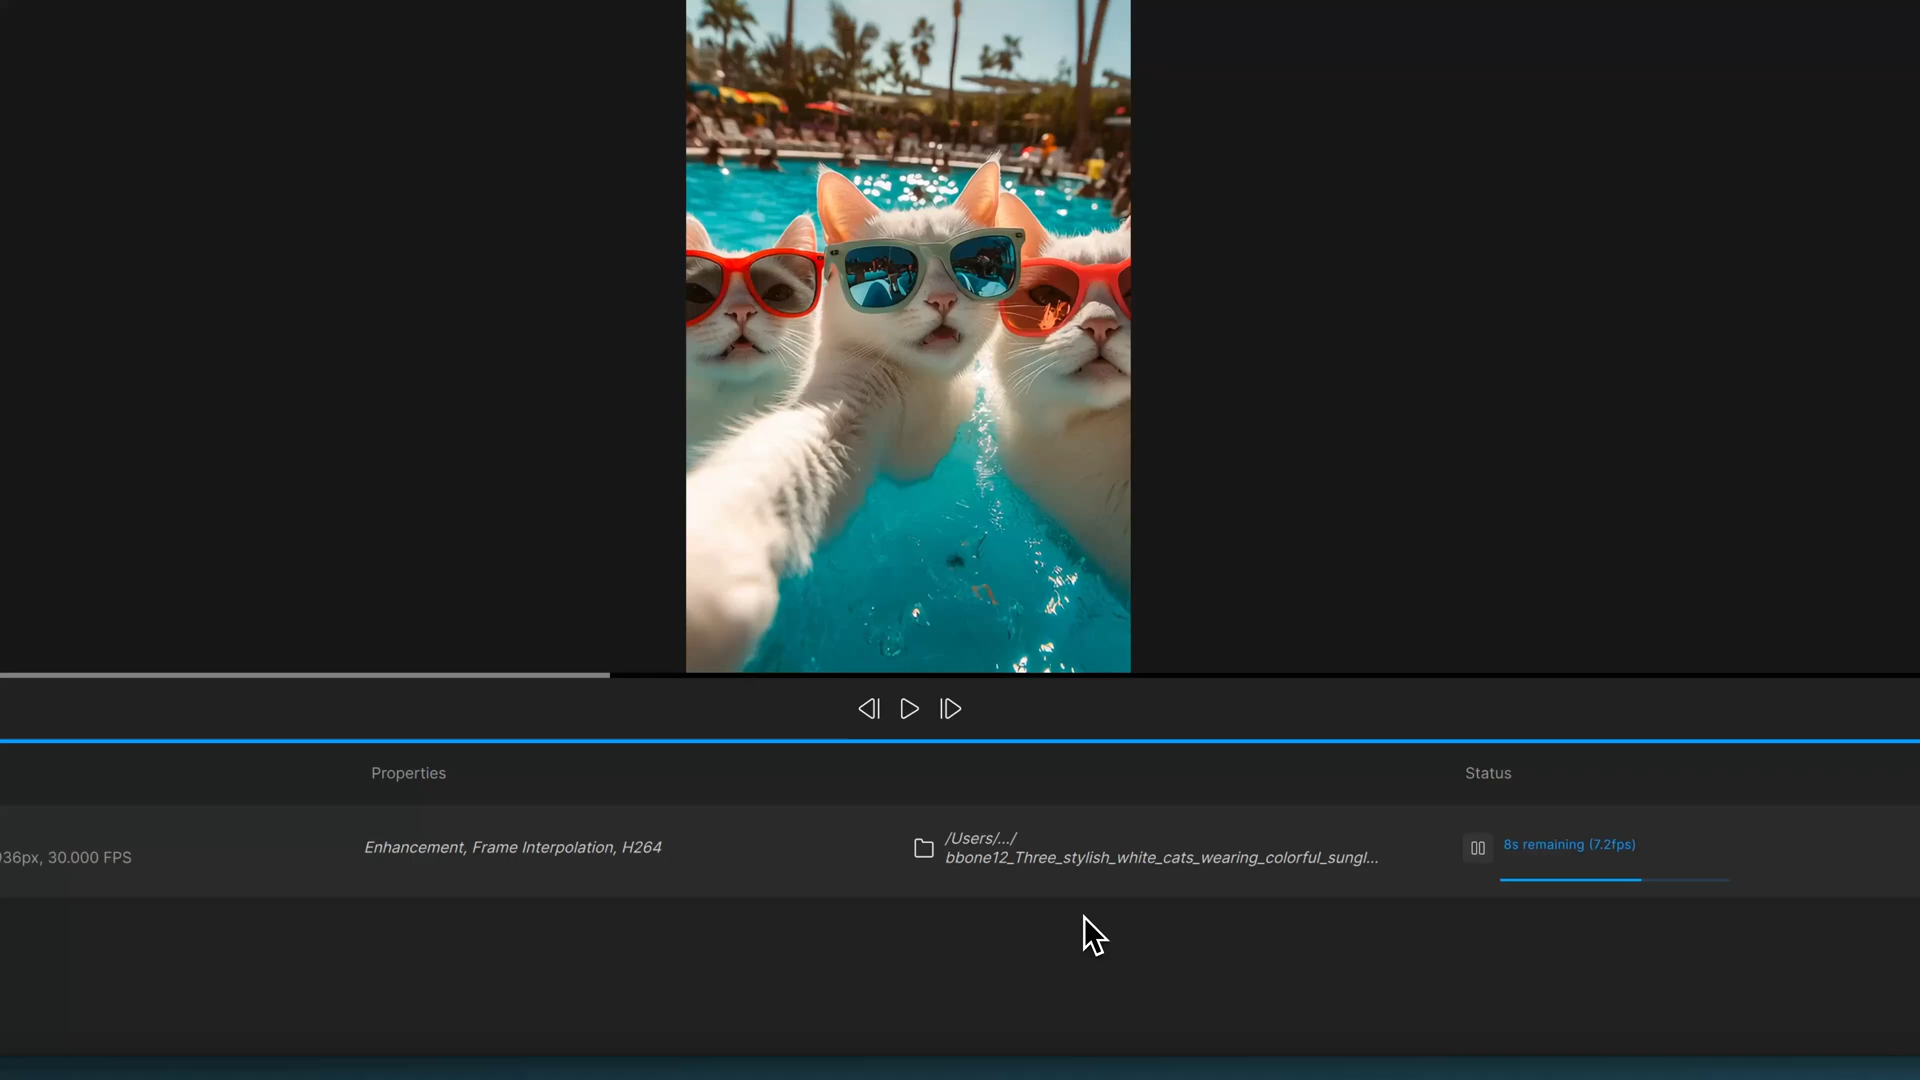 Properties
Status
36px, 30.000 FPS
Enhancement, Frame Interpolation, H264
/Users/.../
bbone12_Three_stylish_white_cats_wearing_colorful_sungl...
8s remaining (7.2fps)